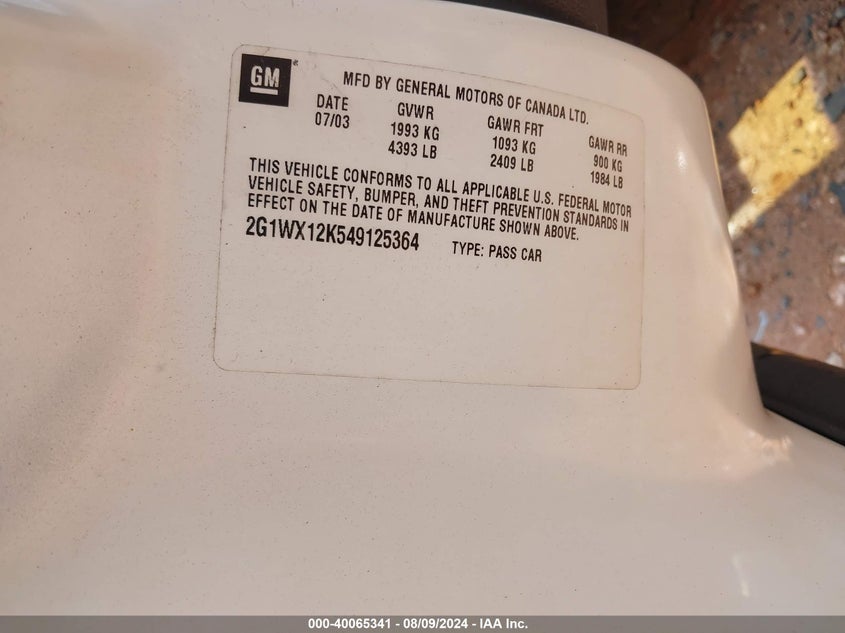 GM ®
MFD BY GENERAL MOTORS OF CANADA LTD.
DATE GVWR GAWR FRT GAWR RR
07/03 1993 KG 1093 KG 900 KG
4393 LB 2409 LB 1984 LB
THIS VEHICLE CONFORMS TO ALL APPLICABLE U.S. FEDERAL MOTOR
VEHICLE SAFETY, BUMPER, AND THEFT PREVENTION STANDARDS IN
EFFECT ON THE DATE OF MANUFACTURE SHOWN ABOVE.
2G1WX12K549125364 TYPE: PASS CAR
000-40065341 - 08/09/2024 - IAA Inc.